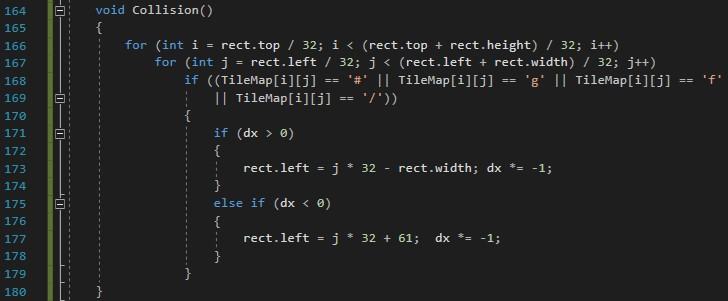 164 void Collision()
165 {
166 for (int i = rect.top / 32; i < (rect.top + rect.height) / 32; i++)
167 for (int j = rect.left / 32; j < (rect.left + rect.width) / 32; j++)
168 if ((TileMap[i][j] == '#' || TileMap[i][j] == 'g' || TileMap[i][j] == 'f'
169 || TileMap[i][j] == '/'))
170 {
171 if (dx > 0)
172 {
173 rect.left = j * 32 - rect.width; dx *= -1;
174 }
175 else if (dx < 0)
176 {
177 rect.left = j * 32 + 61;  dx *= -1;
178 }
179 }
180 }